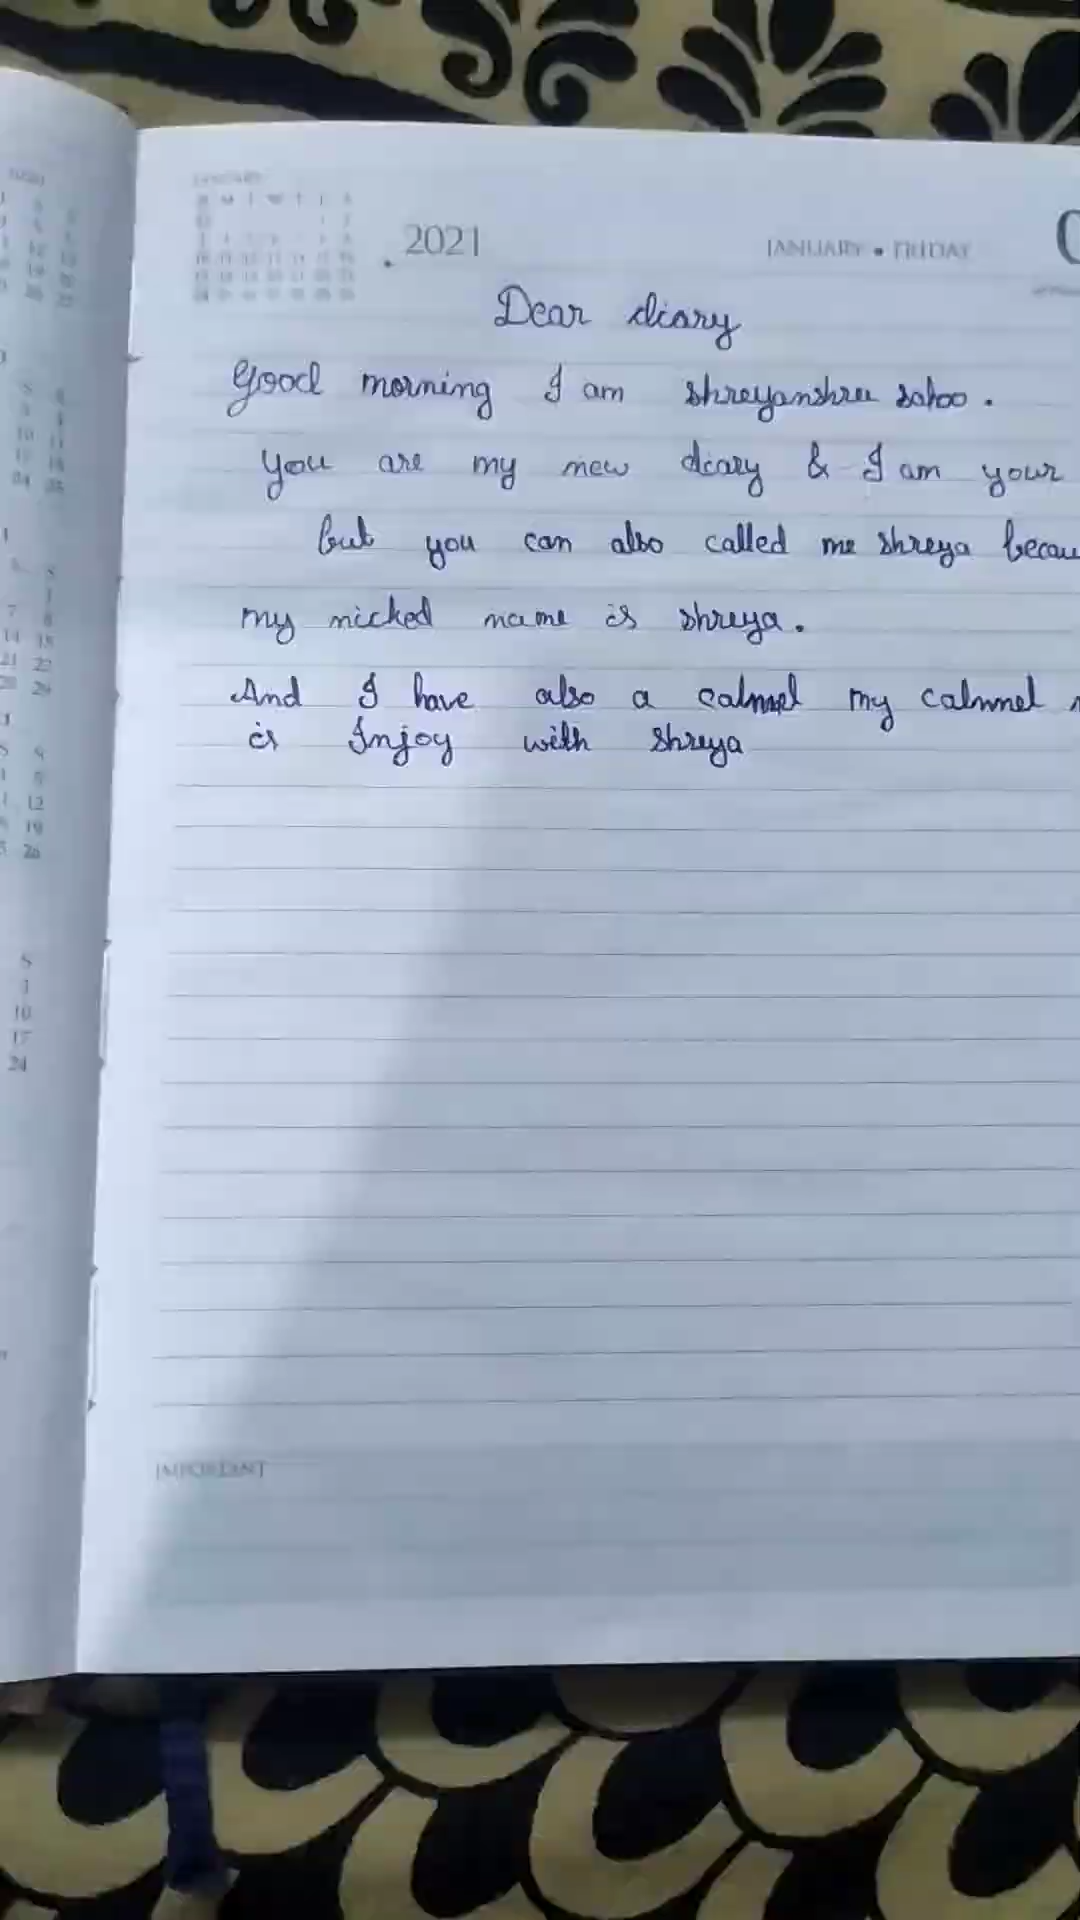 2021
JANUARY • FRIDAY
Dear diary
Good morning I am shreyanshree sahoo.
You are my new diary & I am your
but you can also called me shreya becau
my nicked name is shreya.
And I have also a calnnel my calnnel
is Injoy with shreya
IMPORTANT